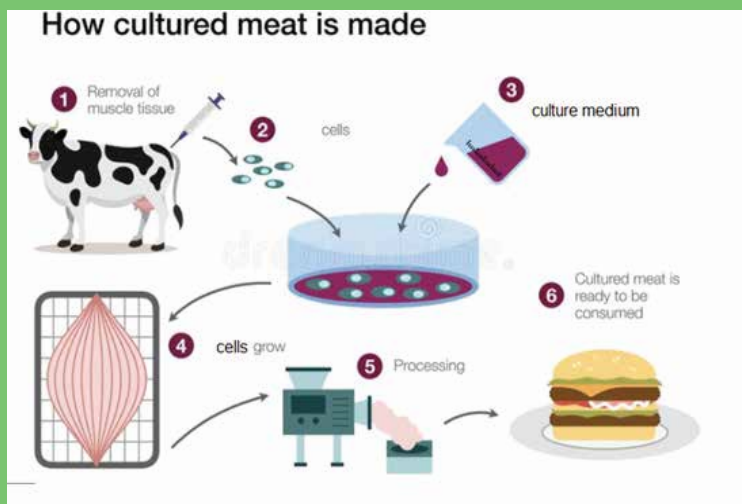 How cultured meat is made
1 Removal of
muscle tissue
2 cells
3
culture medium
4 cells grow
5 Processing
6 Cultured meat is
ready to be
consumed